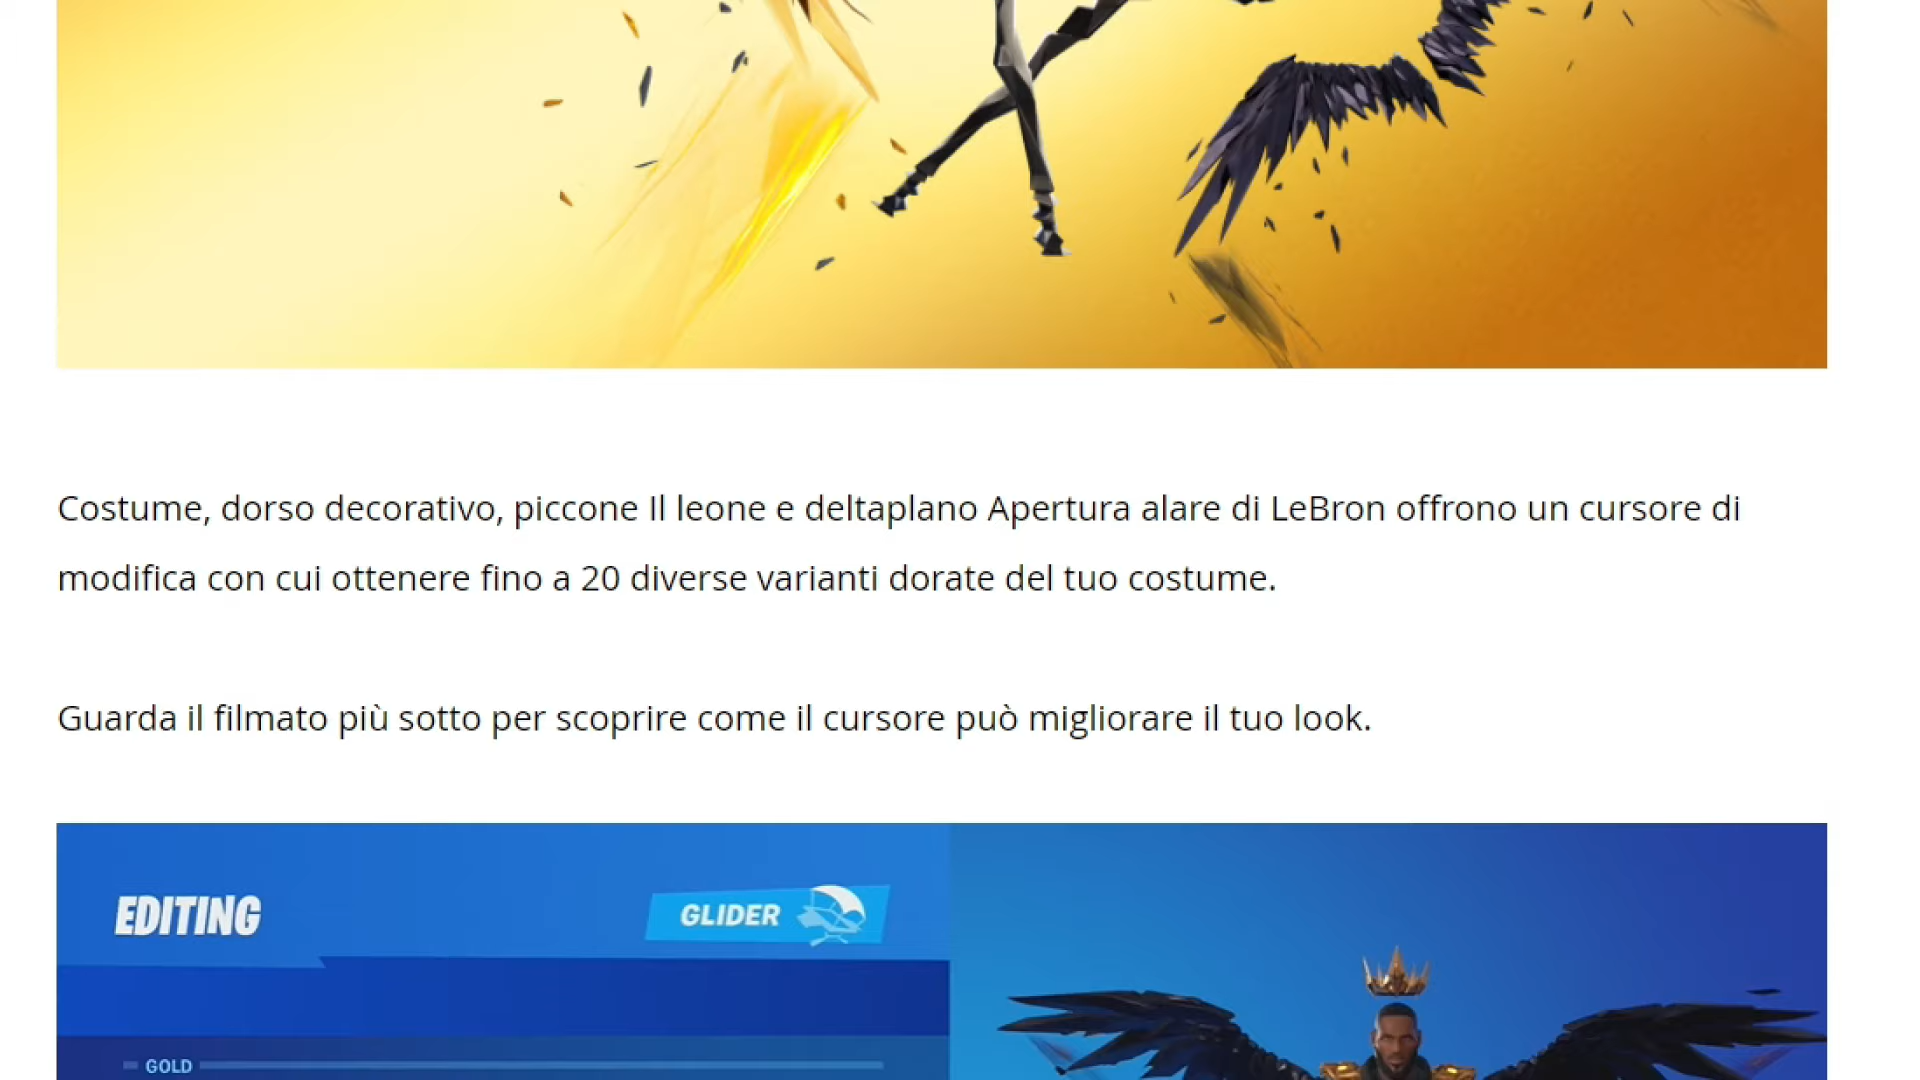 Costume, dorso decorativo, piccone Il leone e deltaplano Apertura alare di LeBron offrono un cursore di
modifica con cui ottenere fino a 20 diverse varianti dorate del tuo costume.
Guarda il filmato più sotto per scoprire come il cursore può migliorare il tuo look.
EDITING
GLIDER
GOLD